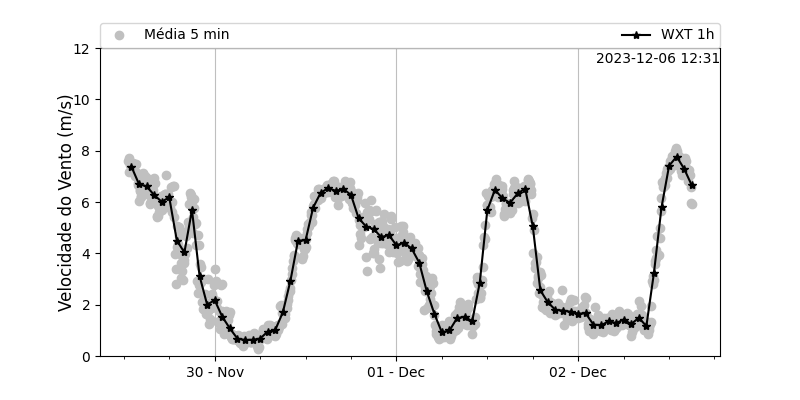 Média 5 min
WXT 1h
2023-12-06 12:31
Velocidade do Vento (m/s)
12
10
8
6
4
2
0
30 - Nov
01 - Dec
02 - Dec